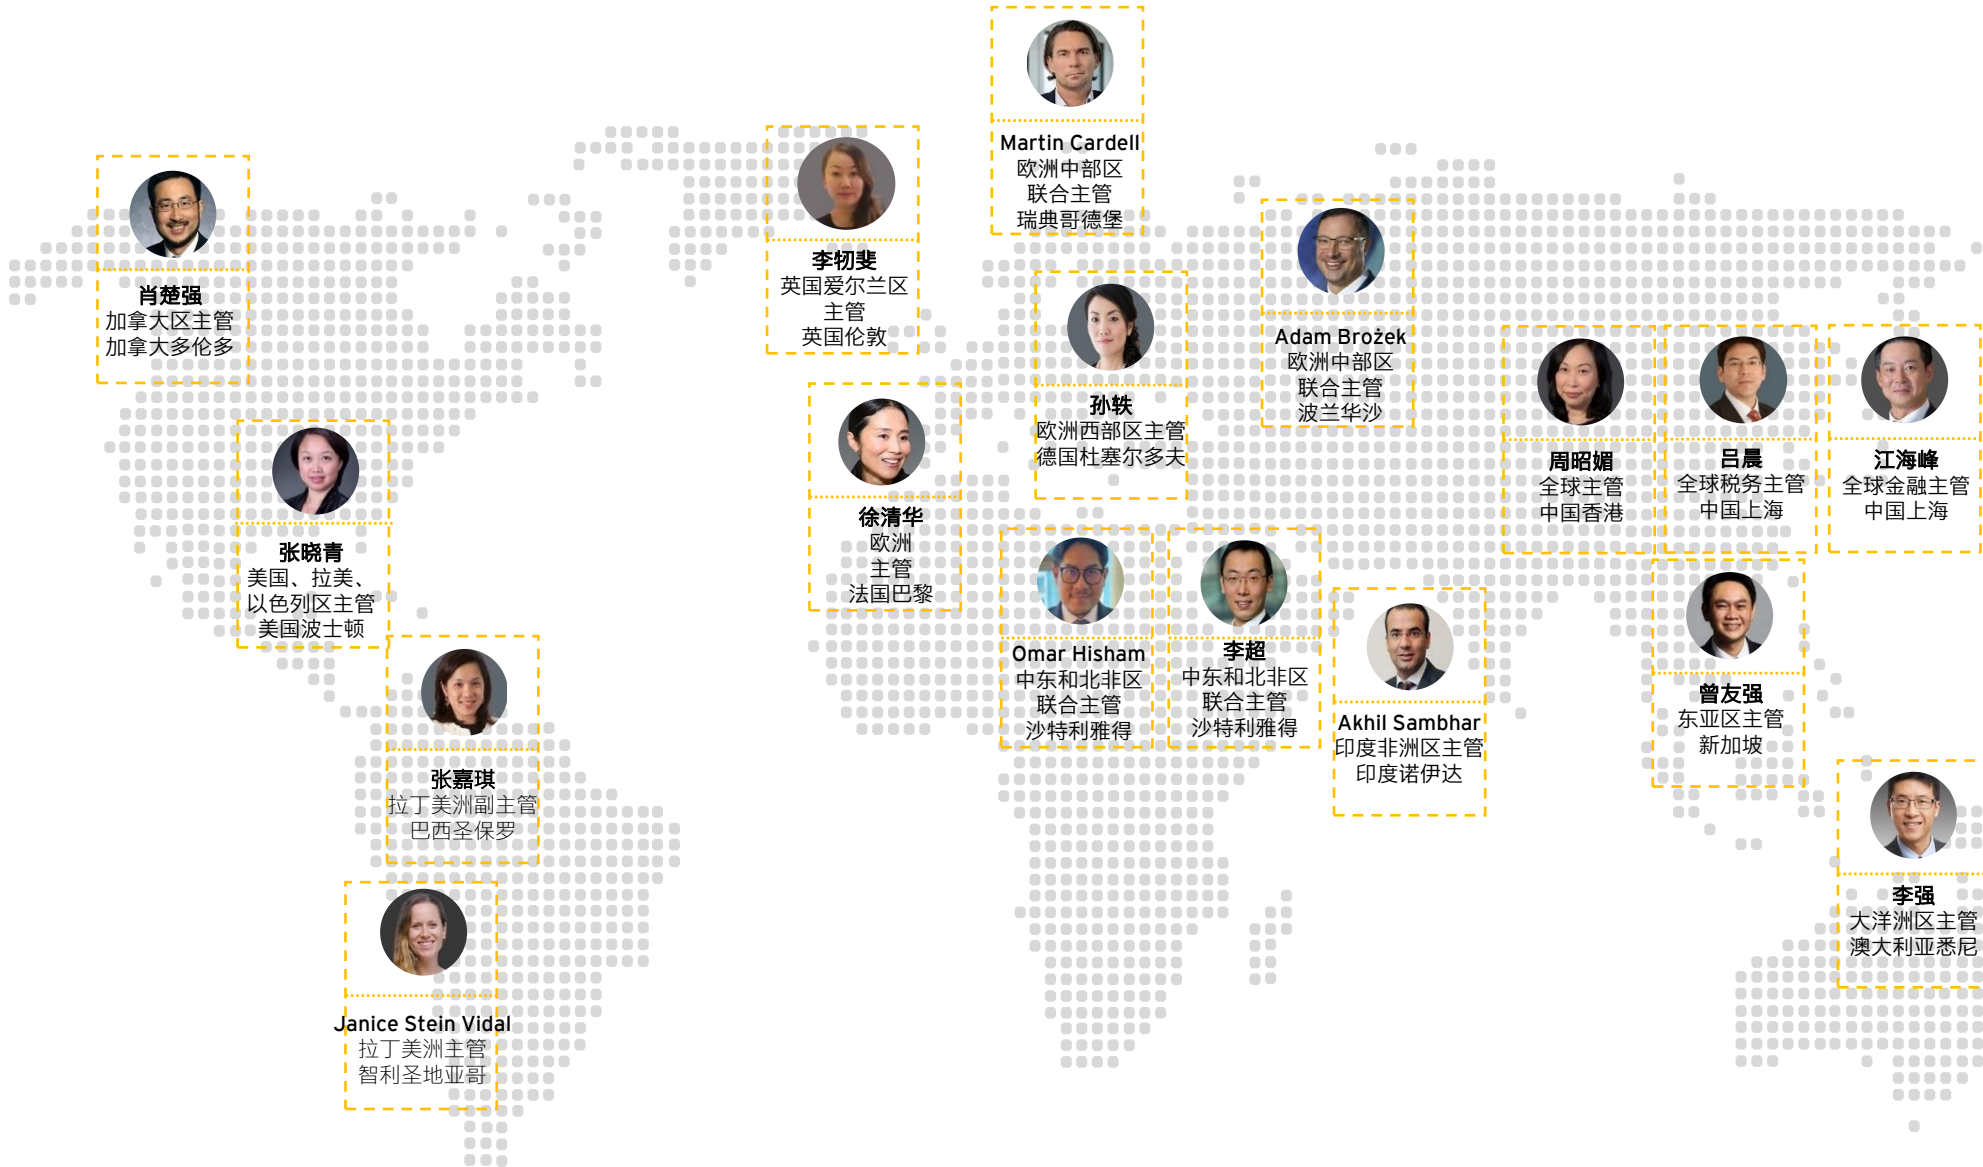 Martin Cardell
欧洲中部区
联合主管
瑞典哥德堡
肖楚强
加拿大区主管
加拿大多伦多
李牣斐
英国爱尔兰区
主管
英国伦敦
Adam Brożek
欧洲中部区
联合主管
波兰华沙
孙轶
欧洲西部区主管
德国杜塞尔多夫
周昭媚
全球主管
中国香港
吕晨
全球税务主管
中国上海
江海峰
全球金融主管
中国上海
张晓青
美国、拉美、
以色列区主管
美国波士顿
徐清华
欧洲
主管
法国巴黎
Omar Hisham
中东和北非区
联合主管
沙特利雅得
李超
中东和北非区
联合主管
沙特利雅得
Akhil Sambhar
印度非洲区主管
印度诺伊达
曾友强
东亚区主管
新加坡
张嘉琪
拉丁美洲副主管
巴西圣保罗
李强
大洋洲区主管
澳大利亚悉尼
Janice Stein Vidal
拉丁美洲主管
智利圣地亚哥